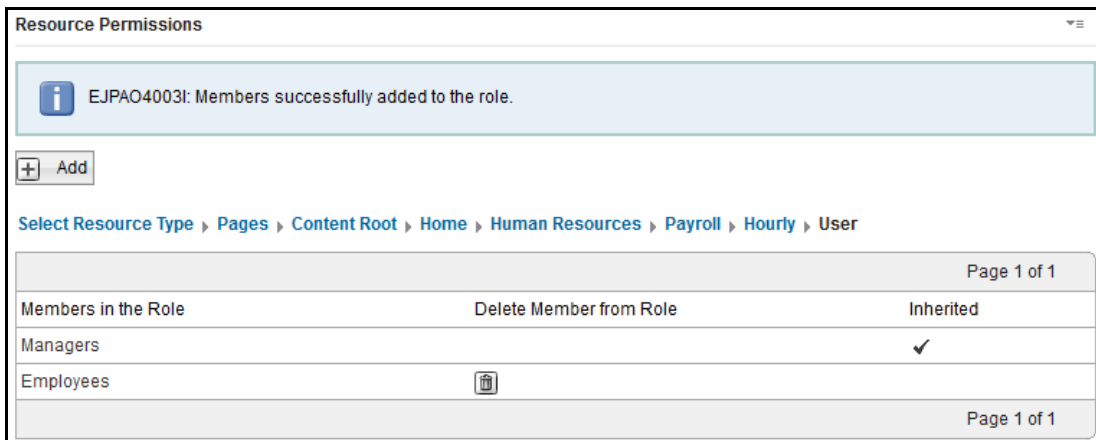 Resource Permissions
EJPAO4003I: Members successfully added to the role.
Add
Select Resource Type Pages Content Root Home Human Resources Payroll Hourly User
Page 1 of 1
Members in the Role Delete Member from Role Inherited
Managers
Employees
Page 1 of 1